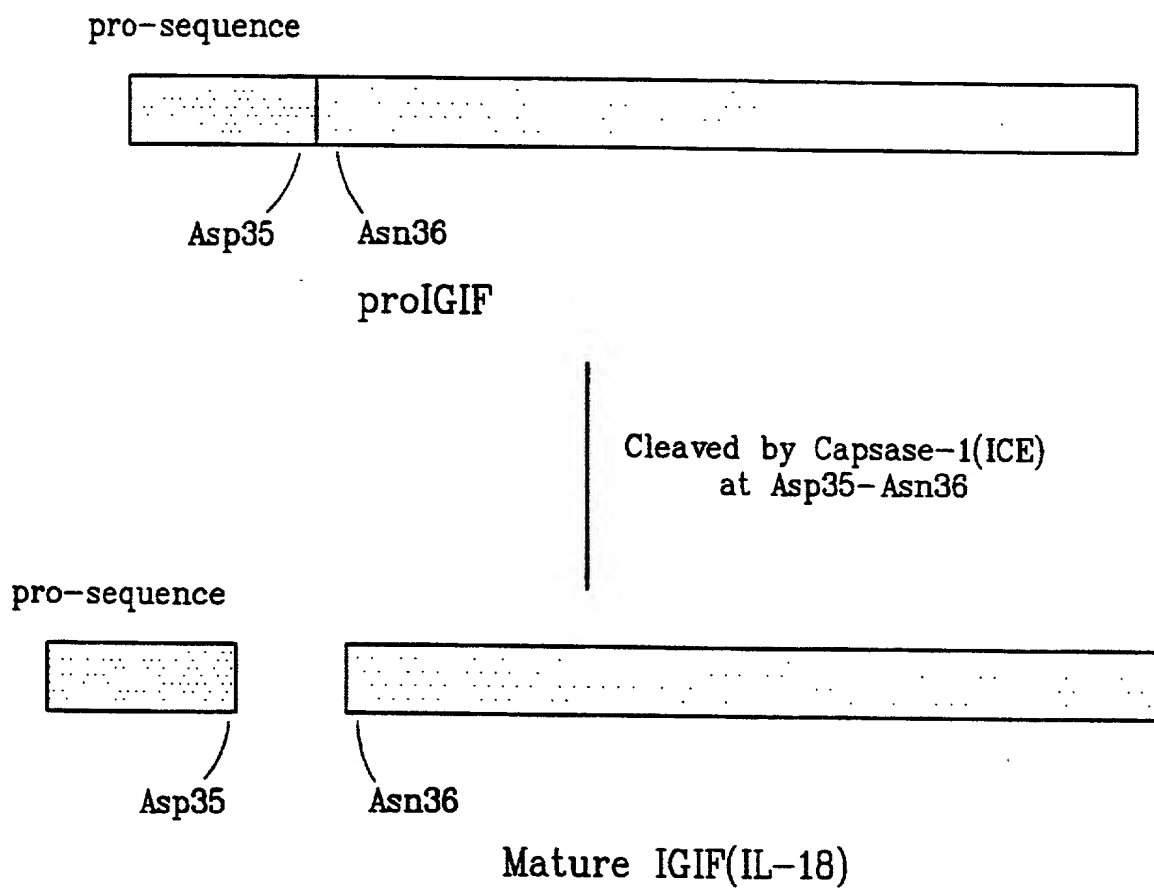 pro-sequence
Asp35
Asn36
proIGIF
Cleaved by Capsase-1(ICE)
at Asp35-Asn36
pro-sequence
Asp35
Asn36
Mature IGIF(IL-18)